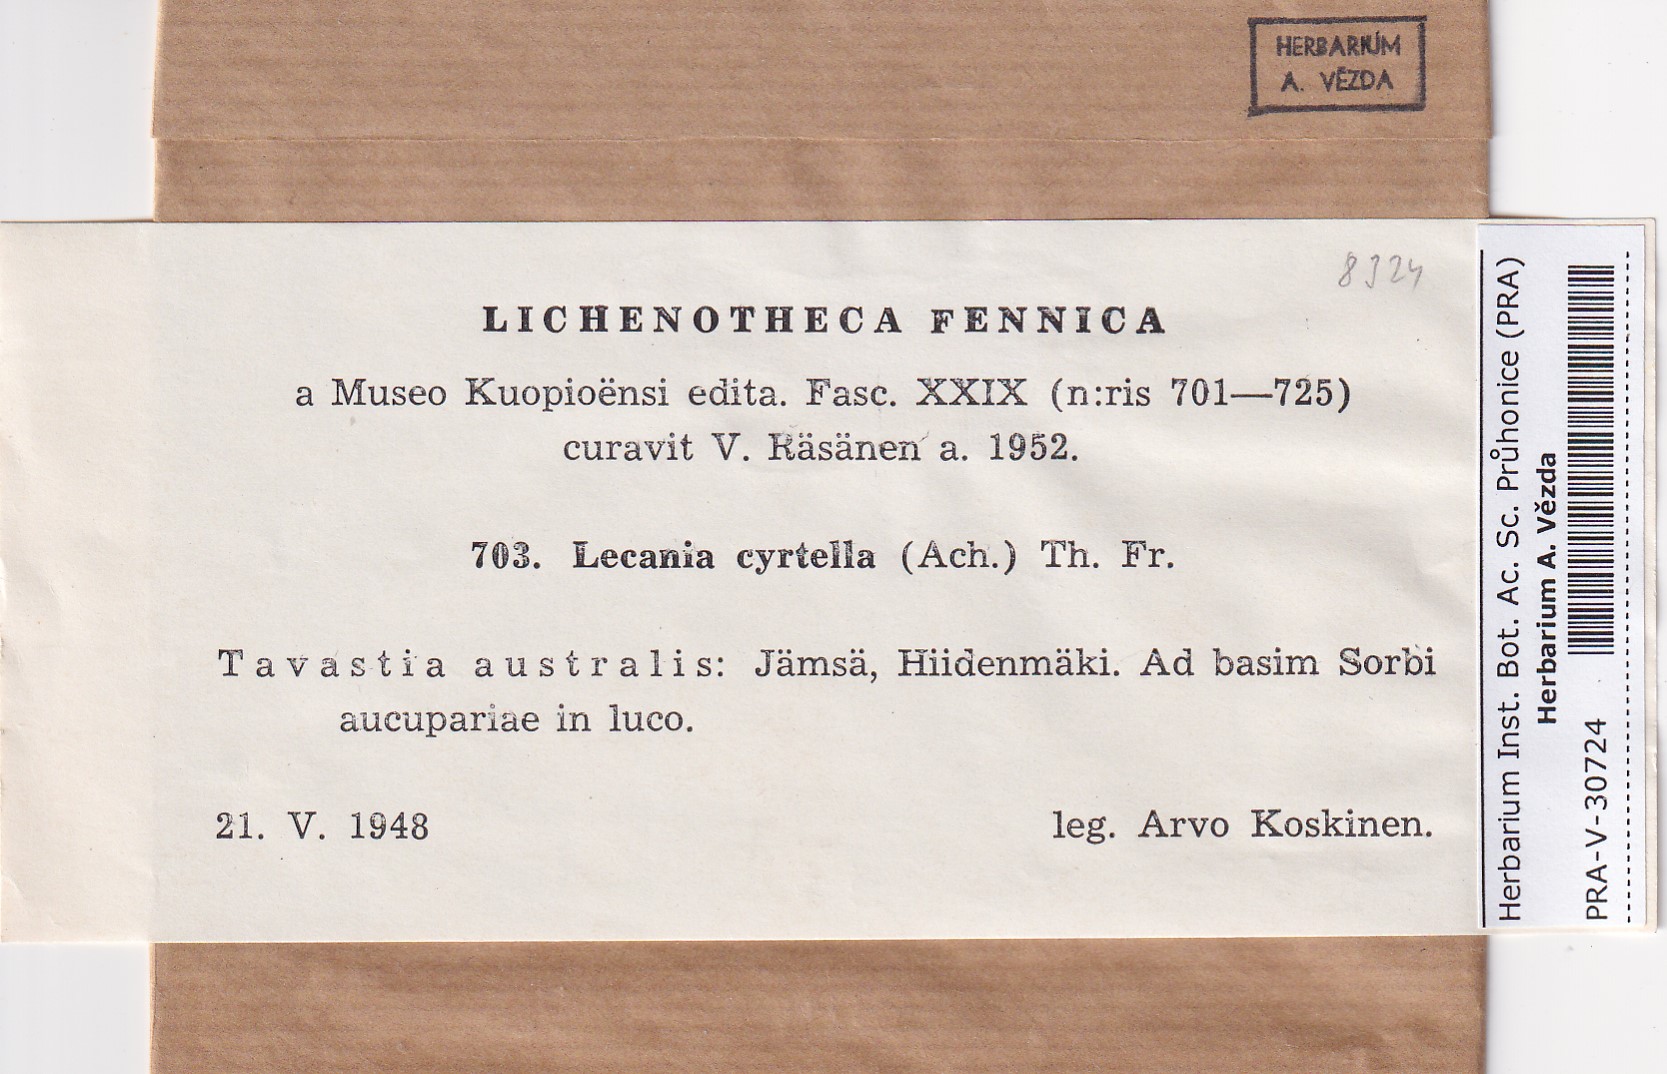 HERBARIUM
A. VĚZDA
8324
LICHENOTHECA FENNICA
a Museo Kuopioënsi edita. Fasc. XXIX (n:ris 701—725)
curavit V. Räsänen a. 1952.
703. Lecania cyrtella (Ach.) Th. Fr.
Tavastia australis: Jämsä, Hiidenmäki. Ad basim Sorbi
aucupariae in luco.
21. V. 1948 leg. Arvo Koskinen.
Herbarium Inst. Bot. Ac. Sc. Průhonice (PRA)
Herbarium A. Vězda
PRA-V-30724